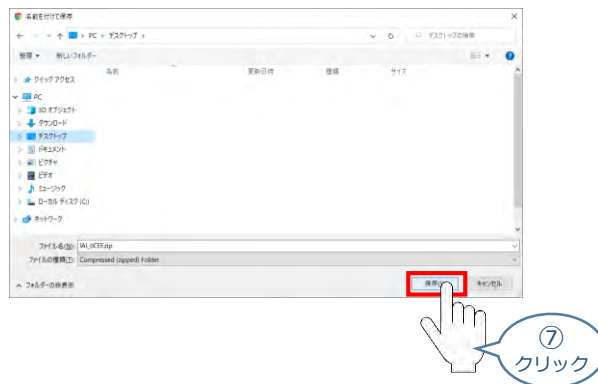 名前を付けて保存
PC › デスクトップ ›
デスクトップの検索
整理 新しいフォルダー
名前 更新日時 種類 サイズ
クイック アクセス
PC
3D オブジェクト
ダウンロード
デスクトップ
ドキュメント
ピクチャ
ビデオ
ミュージック
ローカル ディスク (C:)
ネットワーク
ファイル名(N): IAI_0CEF.zip
ファイルの種類(T): Compressed (zipped) Folder
フォルダーの非表示
保存 キャンセル
⑦
クリック